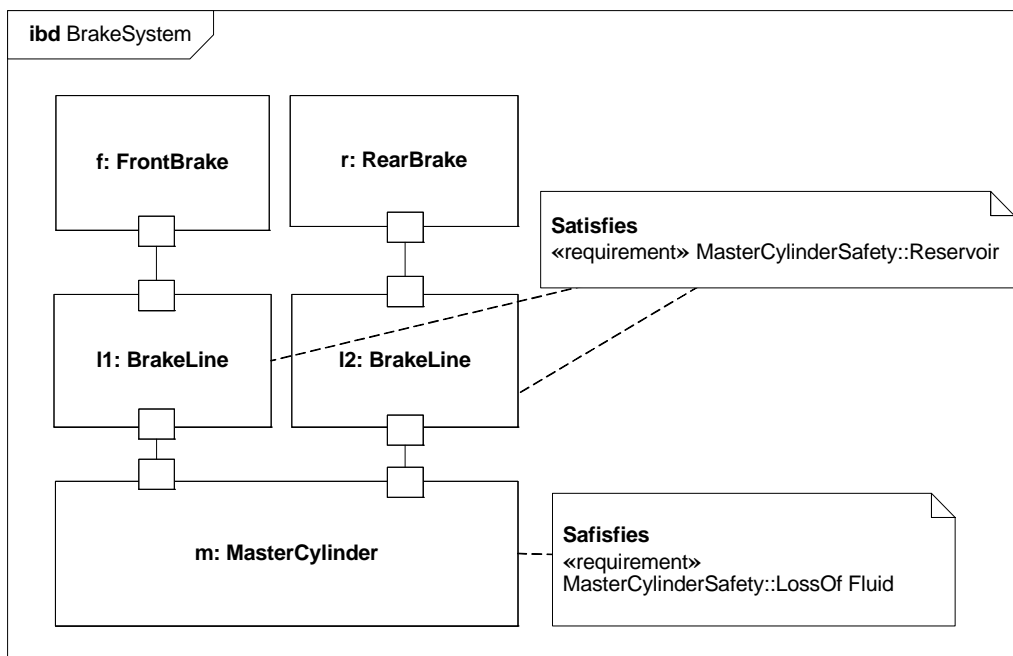 ibd BrakeSystem
f: FrontBrake
r: RearBrake
Satisfies
«requirement» MasterCylinderSafety::Reservoir
l1: BrakeLine
l2: BrakeLine
m: MasterCylinder
Safisfies
«requirement»
MasterCylinderSafety::LossOf Fluid